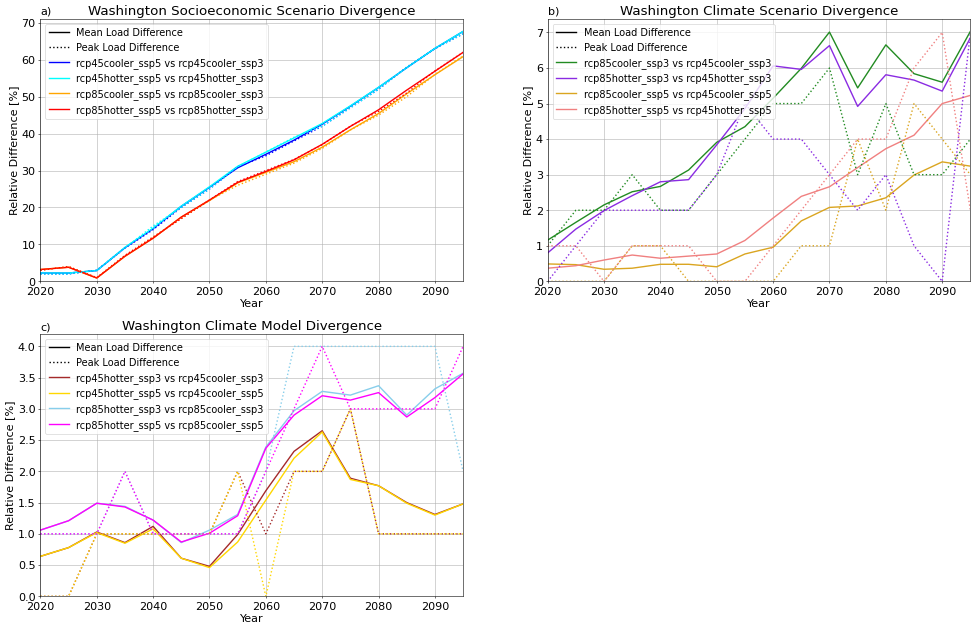 a) Washington Socioeconomic Scenario Divergence
Mean Load Difference
Peak Load Difference
rcp45cooler_ssp5 vs rcp45cooler_ssp3
rcp45hotter_ssp5 vs rcp45hotter_ssp3
rcp85cooler_ssp5 vs rcp85cooler_ssp3
rcp85hotter_ssp5 vs rcp85hotter_ssp3
Relative Difference [%]
70
60
50
40
30
20
10
0
2020 2030 2040 2050 2060 2070 2080 2090
Year
b) Washington Climate Scenario Divergence
Mean Load Difference
Peak Load Difference
rcp85cooler_ssp3 vs rcp45cooler_ssp3
rcp85hotter_ssp3 vs rcp45hotter_ssp3
rcp85cooler_ssp5 vs rcp45cooler_ssp5
rcp85hotter_ssp5 vs rcp45hotter_ssp5
Relative Difference [%]
7
6
5
4
3
2
1
0
2020 2030 2040 2050 2060 2070 2080 2090
Year
c) Washington Climate Model Divergence
Mean Load Difference
Peak Load Difference
rcp45hotter_ssp3 vs rcp45cooler_ssp3
rcp45hotter_ssp5 vs rcp45cooler_ssp5
rcp85hotter_ssp3 vs rcp85cooler_ssp3
rcp85hotter_ssp5 vs rcp85cooler_ssp5
Relative Difference [%]
4.0
3.5
3.0
2.5
2.0
1.5
1.0
0.5
0.0
2020 2030 2040 2050 2060 2070 2080 2090
Year